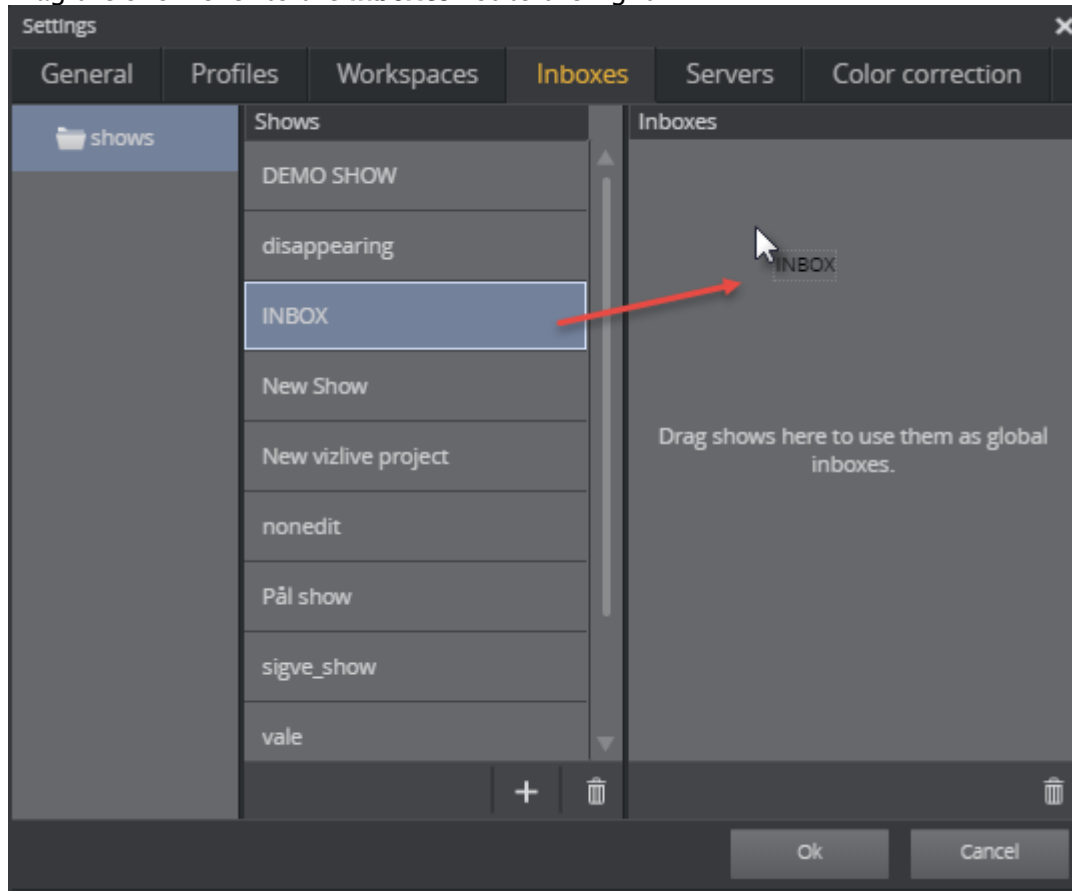 Settings
General Profiles Workspaces Inboxes Servers Color correction
shows
Shows
DEMO SHOW
disappearing
INBOX
New Show
New vizlive project
nonedit
Pål show
sigve_show
vale
Inboxes
INBOX
Drag shows here to use them as global
inboxes.
Ok Cancel